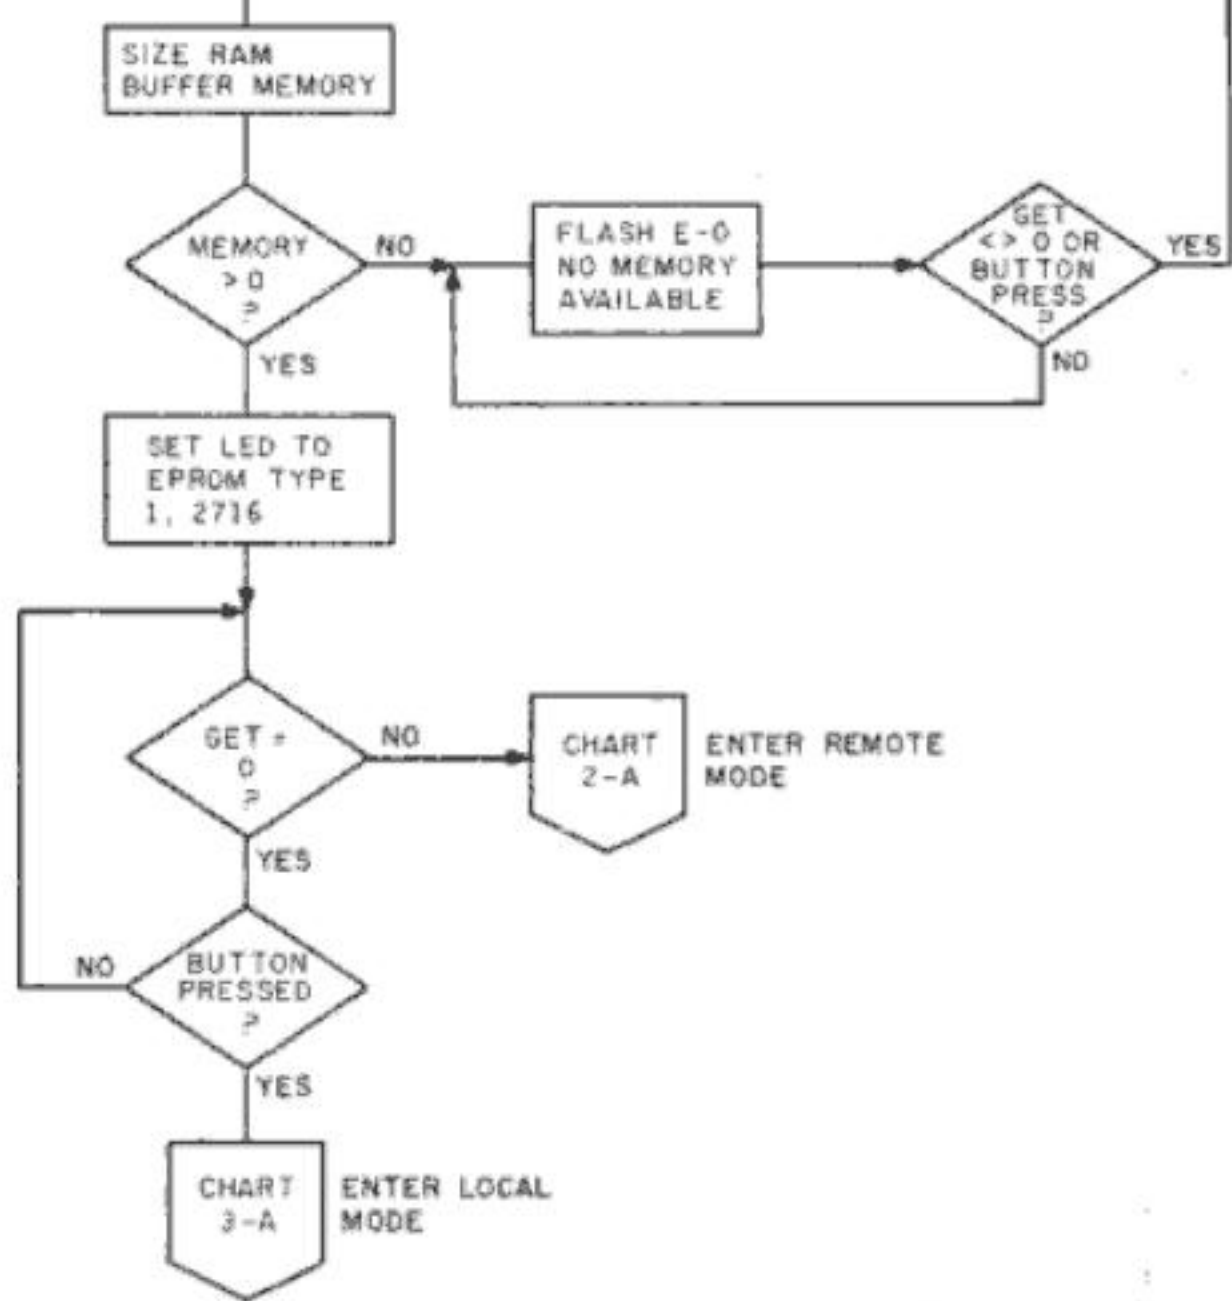 SIZE RAM
BUFFER MEMORY
MEMORY
>0
?
NO
FLASH E-0
NO MEMORY
AVAILABLE
GET
<> 0 OR
BUTTON
PRESS
?
YES
NO
YES
SET LED TO
EPROM TYPE
1, 2716
GET =
0
?
NO
CHART
2-A
ENTER REMOTE
MODE
YES
BUTTON
PRESSED
?
NO
YES
CHART
3-A
ENTER LOCAL
MODE